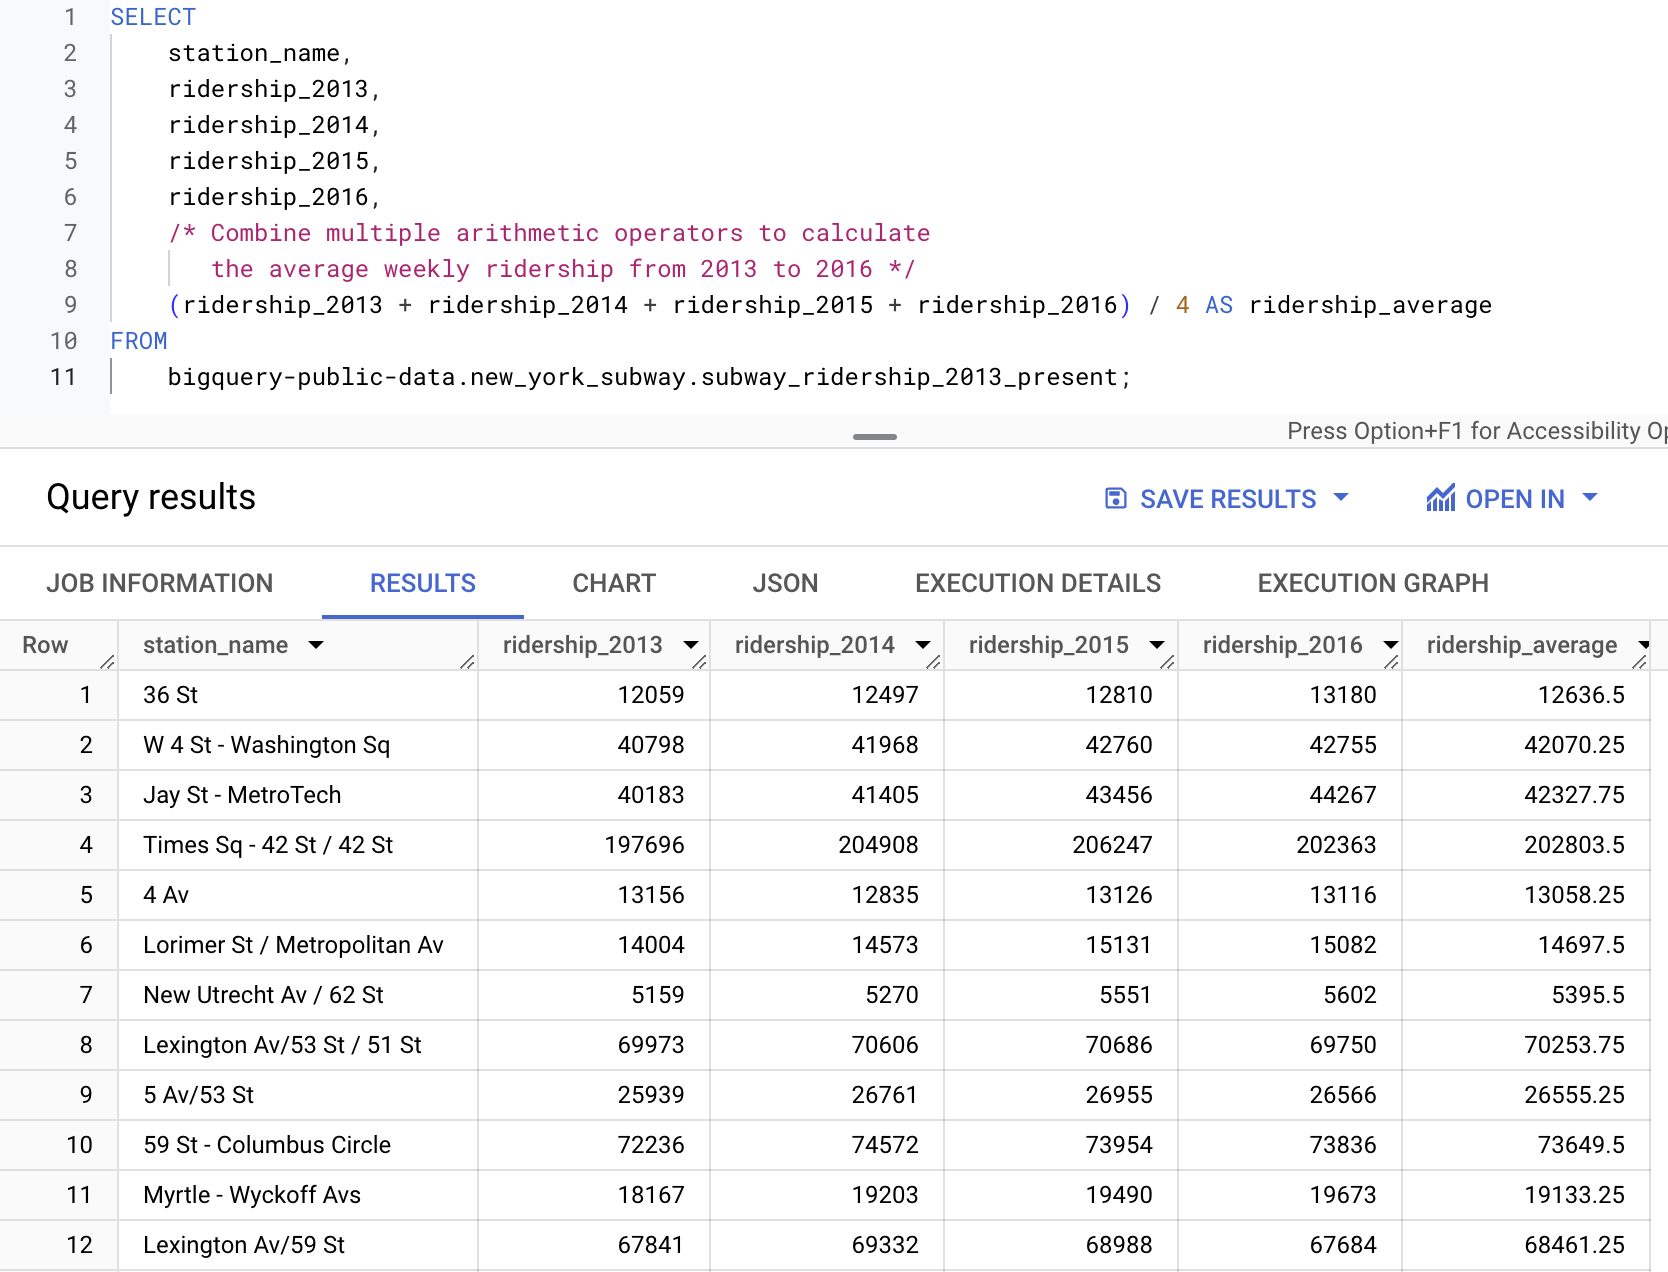 1 SELECT
2 station_name,
3 ridership_2013,
4 ridership_2014,
5 ridership_2015,
6 ridership_2016,
7 /* Combine multiple arithmetic operators to calculate
8 the average weekly ridership from 2013 to 2016 */
9 (ridership_2013 + ridership_2014 + ridership_2015 + ridership_2016) / 4 AS ridership_average
10 FROM
11 bigquery-public-data.new_york_subway.subway_ridership_2013_present;
Press Option+F1 for Accessibility Op
Query results SAVE RESULTS OPEN IN
JOB INFORMATION RESULTS CHART JSON EXECUTION DETAILS EXECUTION GRAPH
Row station_name ridership_2013 ridership_2014 ridership_2015 ridership_2016 ridership_average
1 36 St 12059 12497 12810 13180 12636.5
2 W 4 St - Washington Sq 40798 41968 42760 42755 42070.25
3 Jay St - MetroTech 40183 41405 43456 44267 42327.75
4 Times Sq - 42 St / 42 St 197696 204908 206247 202363 202803.5
5 4 Av 13156 12835 13126 13116 13058.25
6 Lorimer St / Metropolitan Av 14004 14573 15131 15082 14697.5
7 New Utrecht Av / 62 St 5159 5270 5551 5602 5395.5
8 Lexington Av/53 St / 51 St 69973 70606 70686 69750 70253.75
9 5 Av/53 St 25939 26761 26955 26566 26555.25
10 59 St - Columbus Circle 72236 74572 73954 73836 73649.5
11 Myrtle - Wyckoff Avs 18167 19203 19490 19673 19133.25
12 Lexington Av/59 St 67841 69332 68988 67684 68461.25